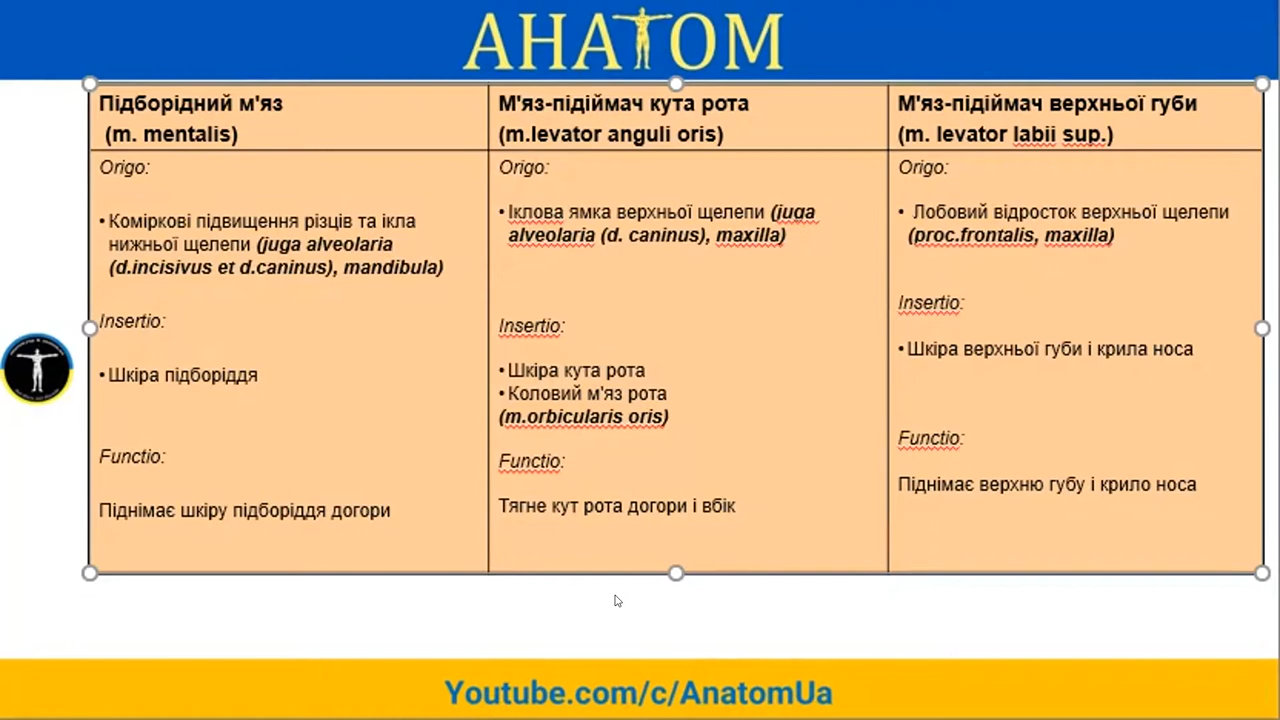 АНАТОМ
Підборідний м'яз
(m. mentalis)
Origo:
• Коміркові підвищення різців та ікла
нижньої щелепи (juga alveolaria
(d.incisivus et d.caninus), mandibula)
Insertio:
• Шкіра підборіддя
Functio:
Піднімає шкіру підборіддя догори
М'яз-підіймач кута рота
(m.levator anguli oris)
Origo:
• Іклова ямка верхньої щелепи (juga
alveolaria (d. caninus), maxilla)
Insertio:
• Шкіра кута рота
• Коловий м'яз рота
(m.orbicularis oris)
Functio:
Тягне кут рота догори і вбік
М'яз-підіймач верхньої губи
(m. levator labii sup.)
Origo:
• Лобовий відросток верхньої щелепи
(proc.frontalis, maxilla)
Insertio:
• Шкіра верхньої губи і крила носа
Functio:
Піднімає верхню губу і крило носа
Youtube.com/c/AnatomUa